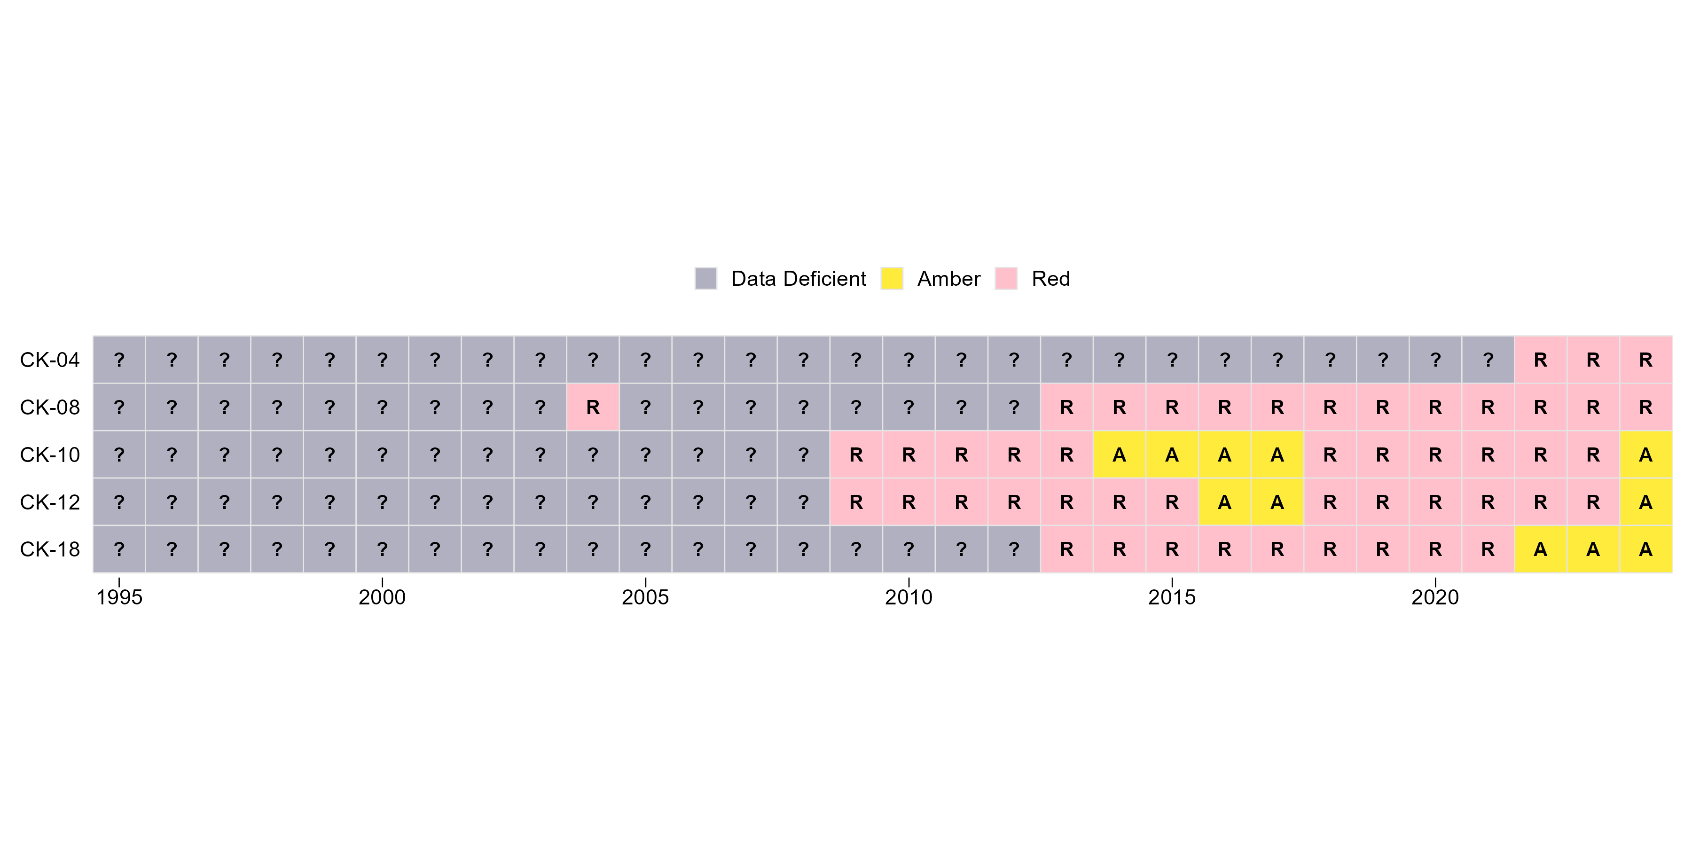 Data Deficient Amber Red
CK-04 ? ? ? ? ? ? ? ? ? ? ? ? ? ? ? ? ? ? ? ? ? ? ? ? ? ? ? R R R
CK-08 ? ? ? ? ? ? ? ? ? R ? ? ? ? ? ? ? ? R R R R R R R R R R R R
CK-10 ? ? ? ? ? ? ? ? ? ? ? ? ? ? R R R R R A A A A R R R R R R A
CK-12 ? ? ? ? ? ? ? ? ? ? ? ? ? ? R R R R R R R A A R R R R R R A
CK-18 ? ? ? ? ? ? ? ? ? ? ? ? ? ? ? ? ? ? R R R R R R R R R A A A
1995 2000 2005 2010 2015 2020